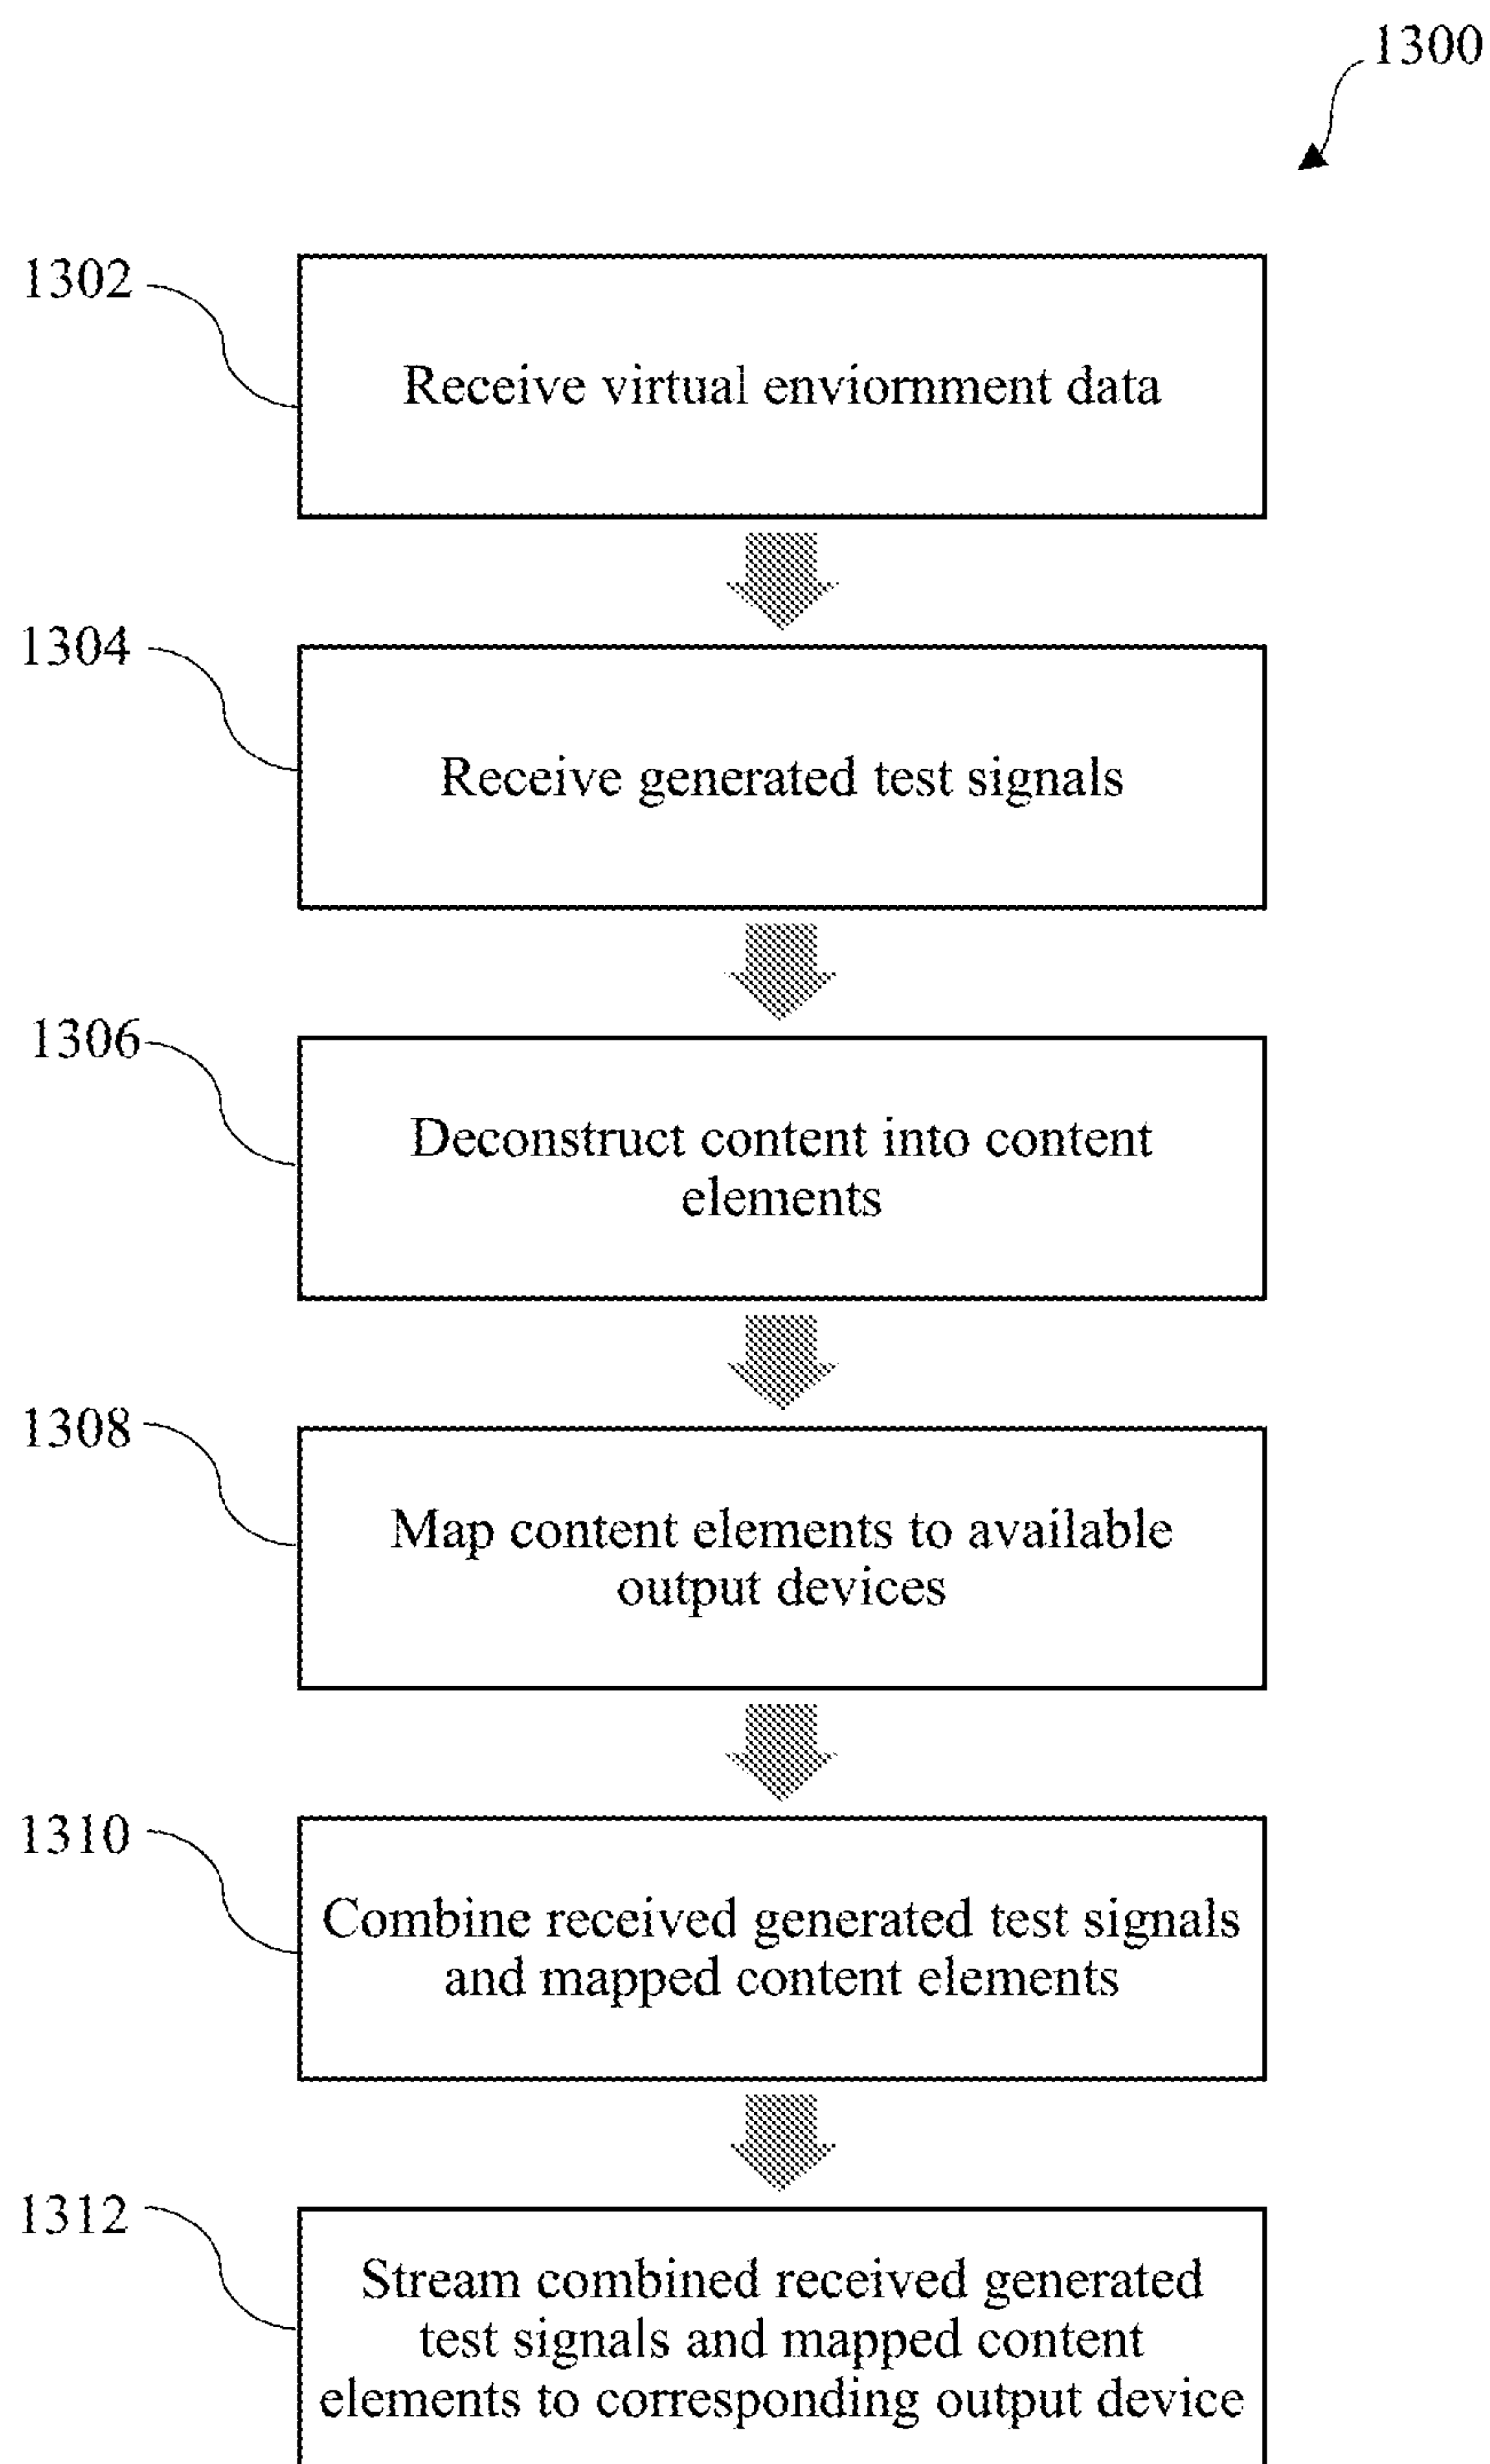 1300
1302
Receive virtual enviornment data
1304
Receive generated test signals
1306
Deconstruct content into content
elements
1308
Map content elements to available
output devices
1310
Combine received generated test signals
and mapped content elements
1312
Stream combined received generated
test signals and mapped content
elements to corresponding output device